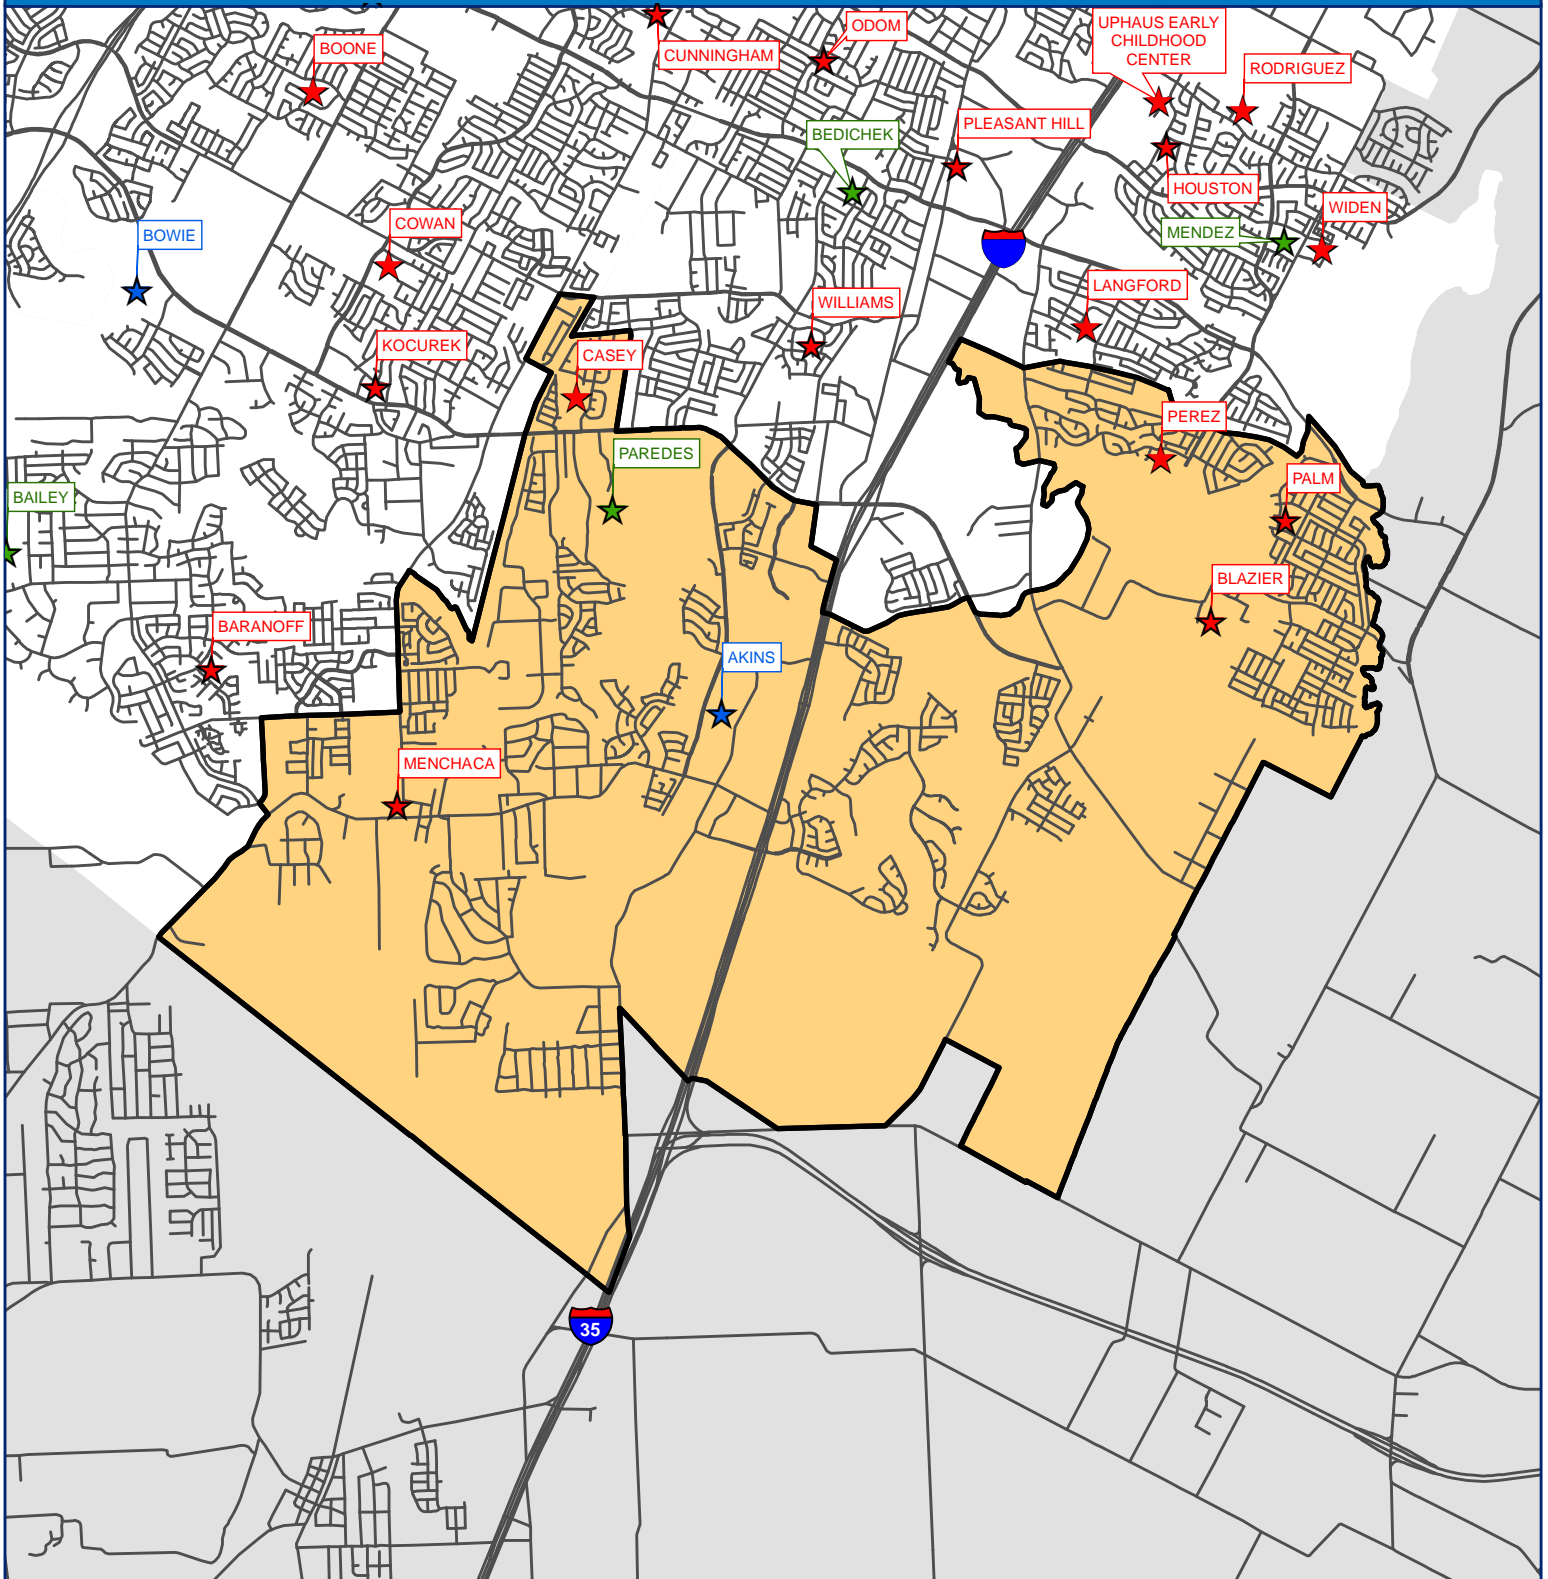 ODOM
UPHAUS EARLY
CHILDHOOD
CENTER
BOONE
CUNNINGHAM
RODRIGUEZ
PLEASANT HILL
BEDICHEK
HOUSTON
WIDEN
COWAN
BOWIE
MENDEZ
LANGFORD
WILLIAMS
KOCUREK
CASEY
PEREZ
PAREDES
PALM
BAILEY
BLAZIER
BARANOFF
AKINS
MENCHACA
35